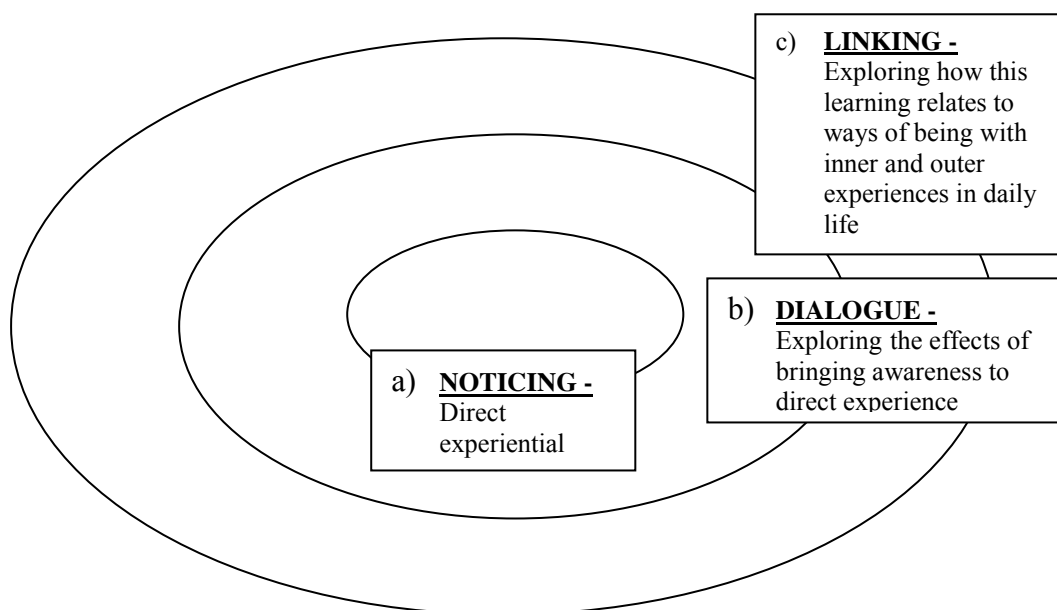 c) LINKING -
Exploring how this
learning relates to
ways of being with
inner and outer
experiences in daily
life
b) DIALOGUE -
Exploring the effects of
bringing awareness to
direct experience
a) NOTICING -
Direct
experiential